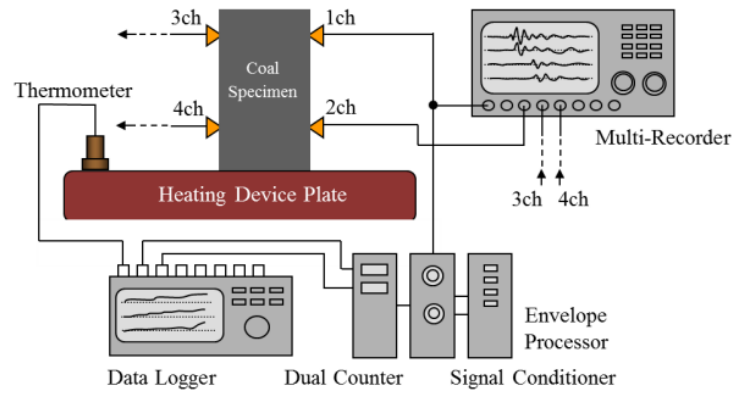 3ch
1ch
Coal
Specimen
Thermometer
4ch
2ch
Multi-Recorder
Heating Device Plate
3ch
4ch
Envelope
Processor
Data Logger
Dual Counter
Signal Conditioner